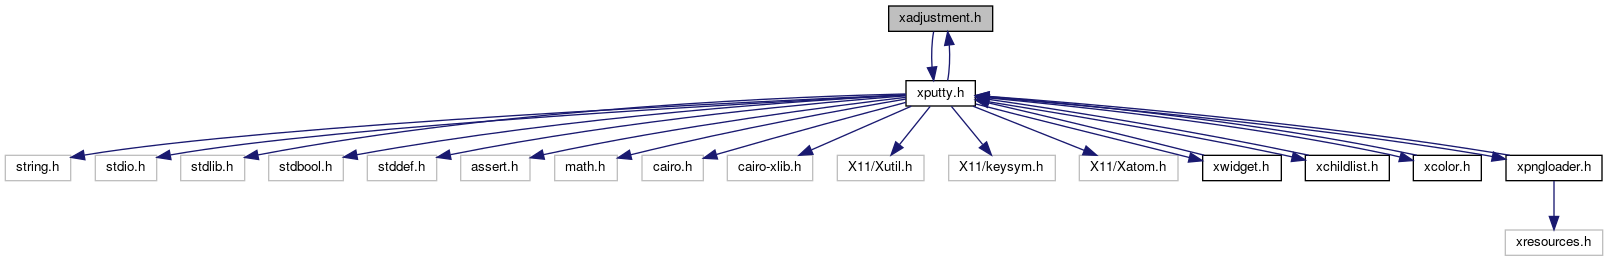 xadjustment.h
xputty.h
string.h
stdio.h
stdlib.h
stdbool.h
stddef.h
assert.h
math.h
cairo.h
cairo-xlib.h
X11/Xutil.h
X11/keysym.h
X11/Xatom.h
xwidget.h
xchildlist.h
xcolor.h
xpngloader.h
xresources.h